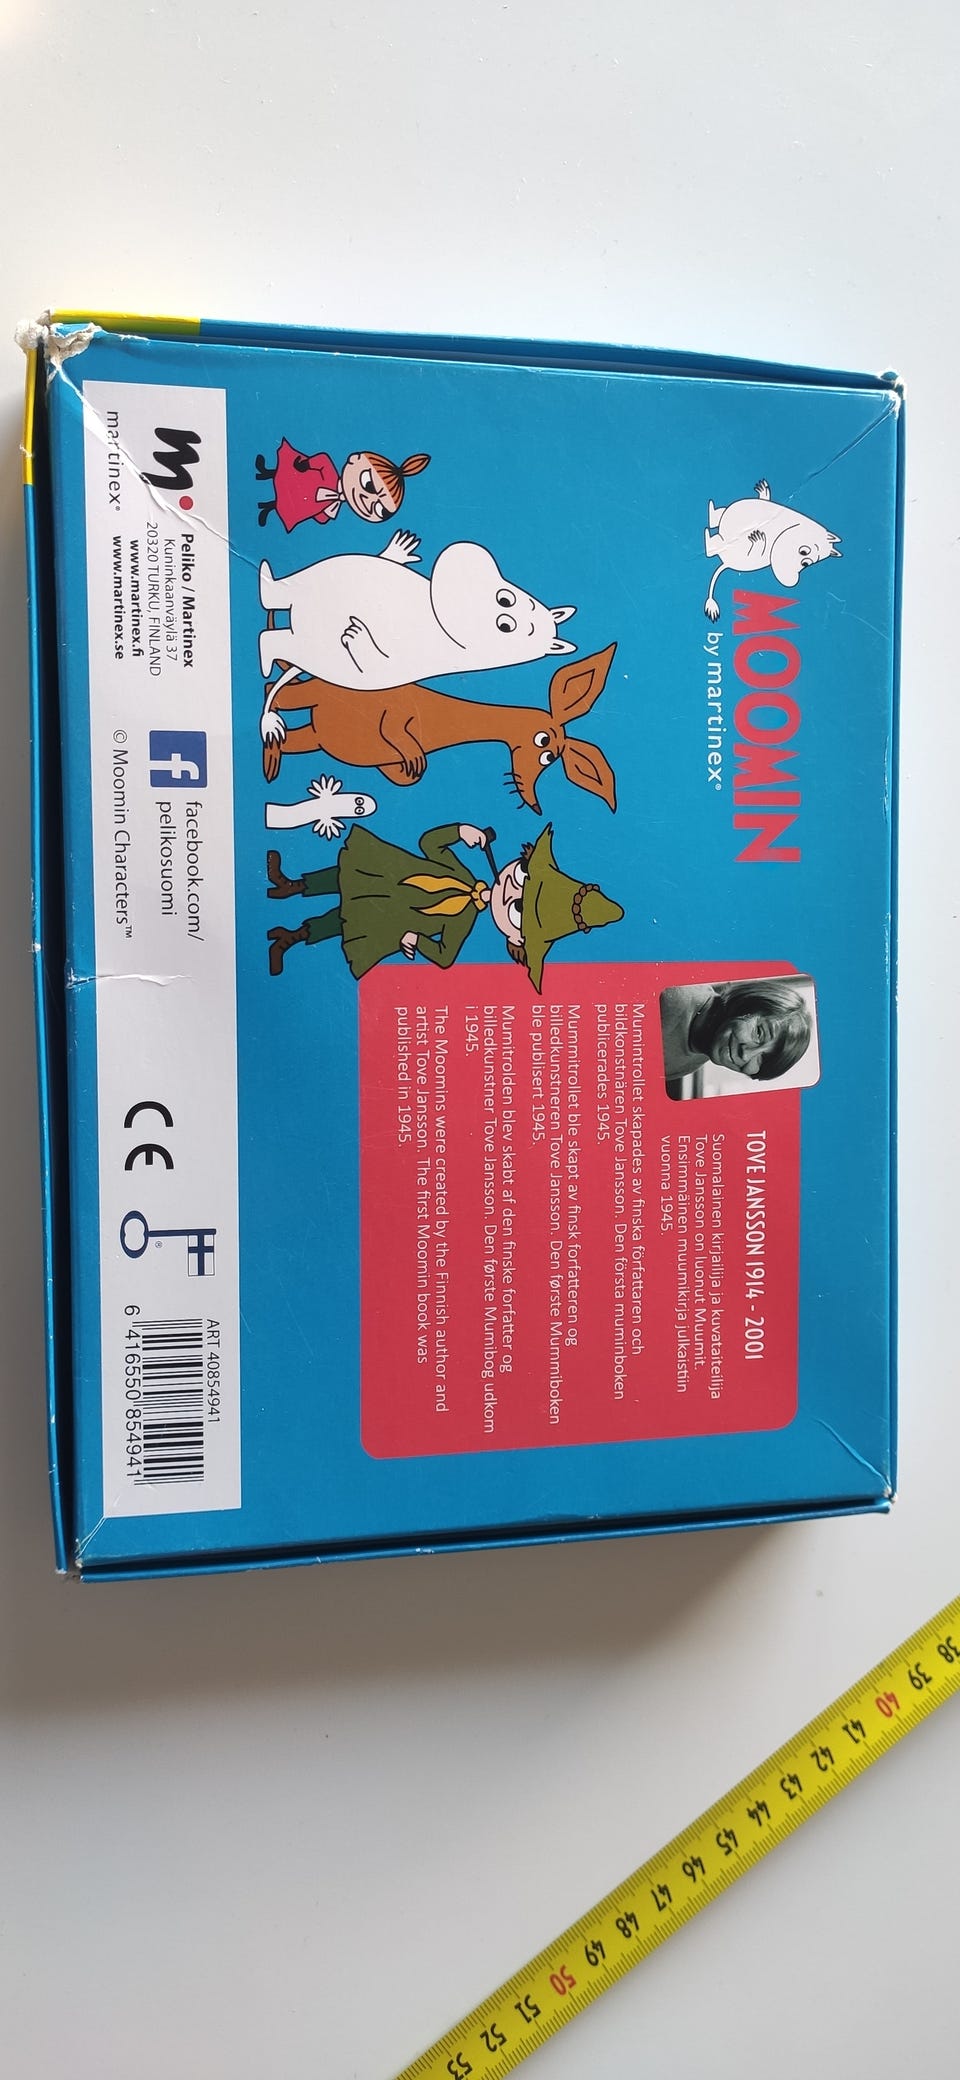 MOOMIN
by martinex®
TOVE JANSSON 1914 - 2001
Suomalainen kirjailija ja kuvataiteilija
Tove Jansson on luonut Muumit.
Ensimmäinen muumikirja julkaistiin
vuonna 1945.
Mumintrollet skapades av finska författaren och
bildkonstnären Tove Jansson. Den första muminboken
publicerades 1945.
Mummitrollet ble skapt av finsk forfatteren og
billedkunstneren Tove Jansson. Den første Mummiboken
ble publisert 1945.
Mumitrolden blev skabt af den finske forfatter og
billedkunstner Tove Jansson. Den første Mumibog udkom
i 1945.
The Moomins were created by the Finnish author and
artist Tove Jansson. The first Moomin book was
published in 1945.
m
martinex®
Peliko / Martinex
Kuninkaanväylä 37
20320 TURKU, FINLAND
www.martinex.fi
www.martinex.se
f
facebook.com/
pelikosuomi
© Moomin Characters™
CE
®
ART 40854941
6 416550 854941
38 39 40 41 42 43 44 45 46 47 48 49 50 51 52 53